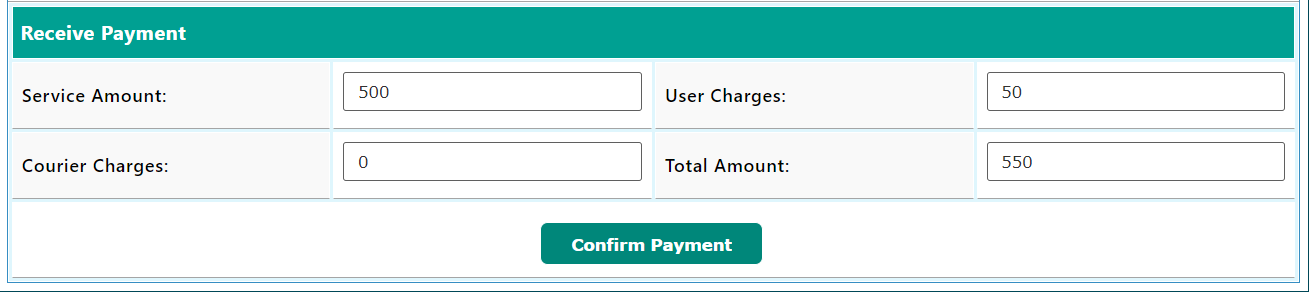 Receive Payment
Service Amount: 500 User Charges: 50
Courier Charges: 0 Total Amount: 550
Confirm Payment